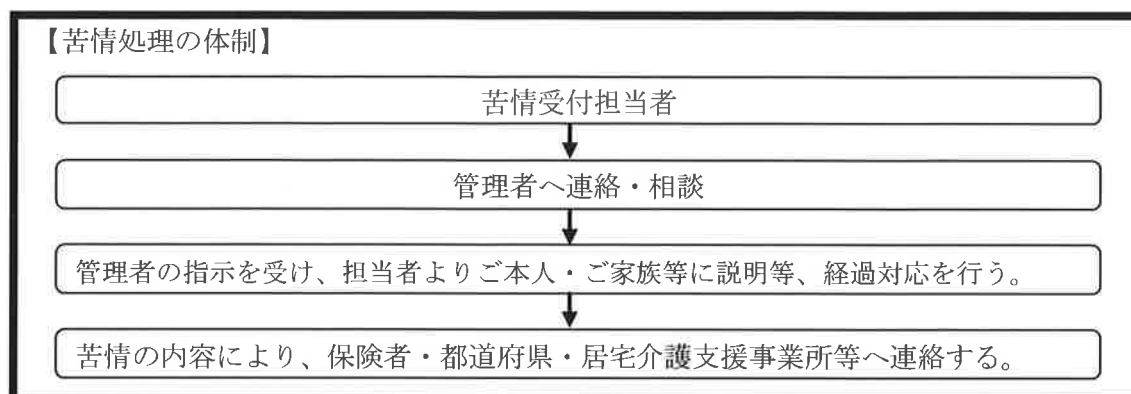 【苦情処理の体制】
苦情受付担当者
管理者へ連絡・相談
管理者の指示を受け、担当者よりご本人・ご家族等に説明等、経過対応を行う。
苦情の内容により、保険者・都道府県・居宅介護支援事業所等へ連絡する。